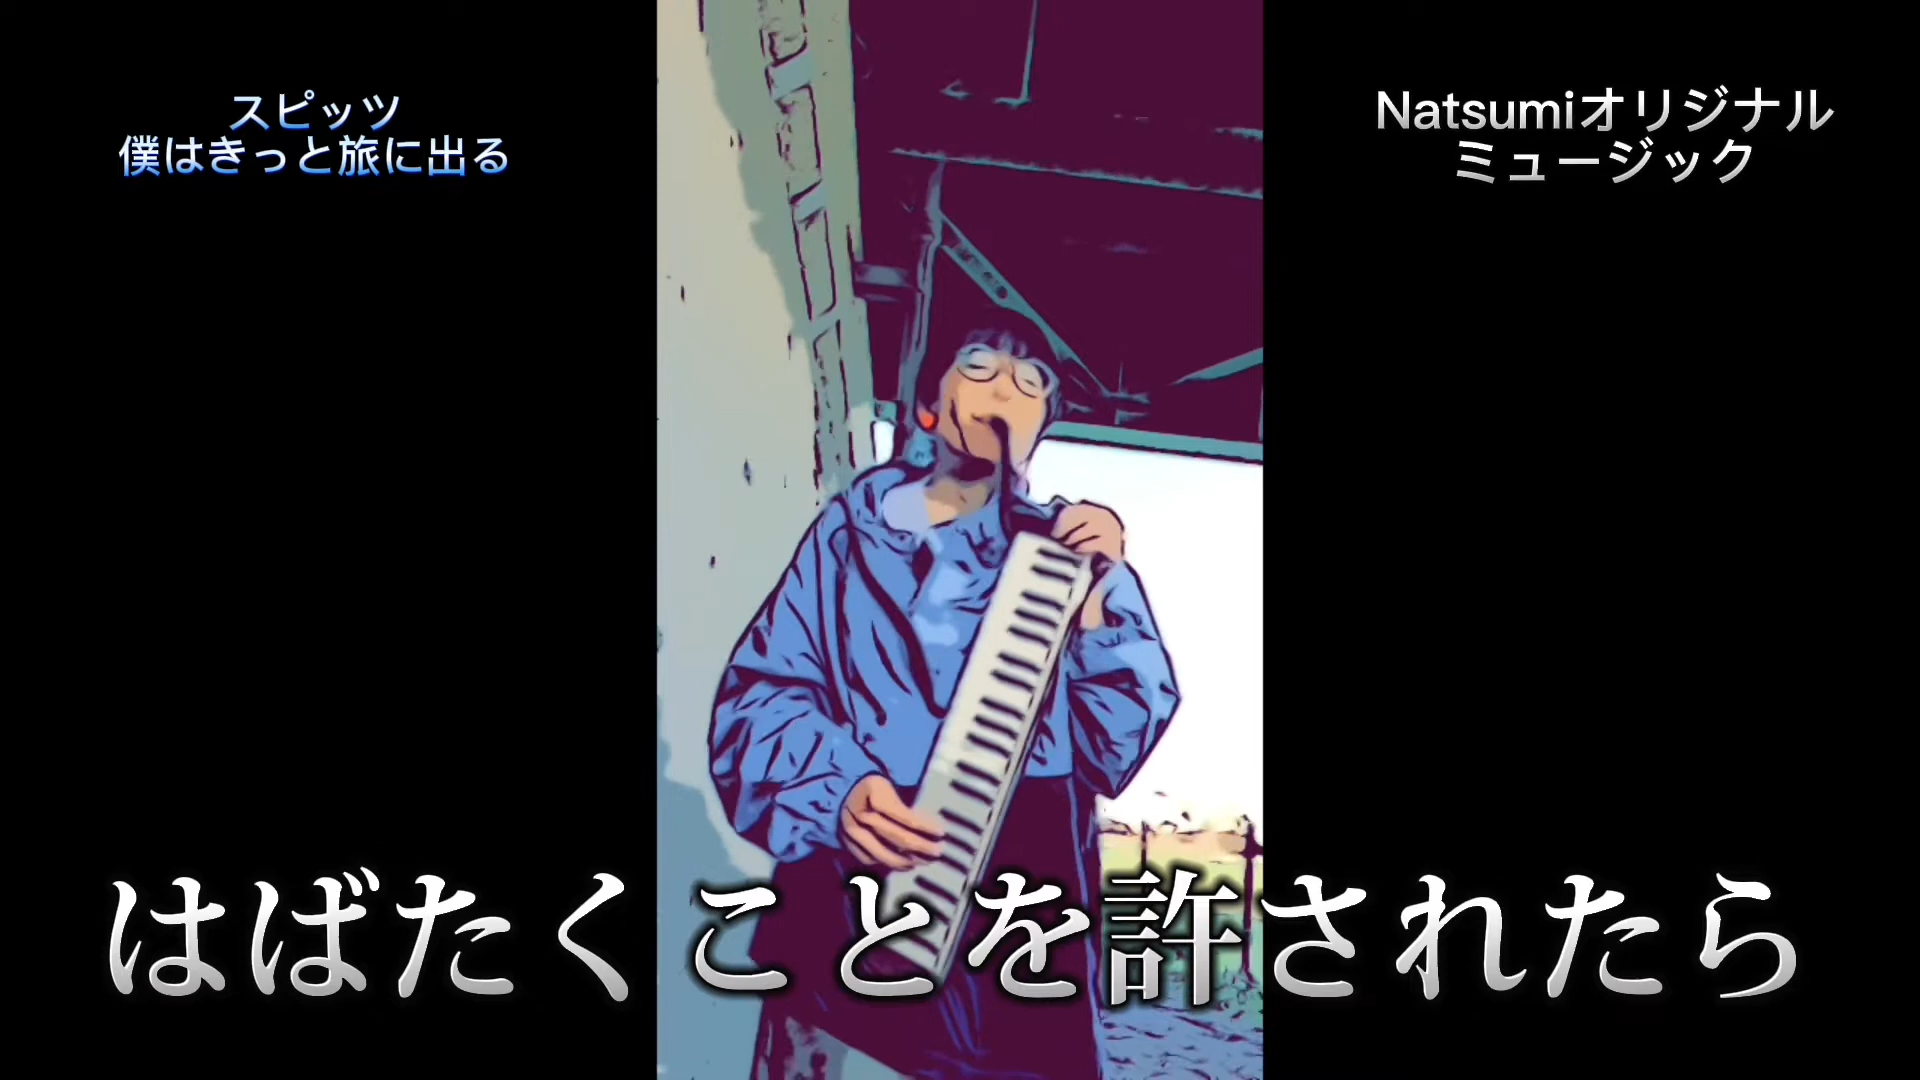 スピッツ
僕はきっと旅に出る
Natsumiオリジナル
ミュージック
はばたくことを許されたら